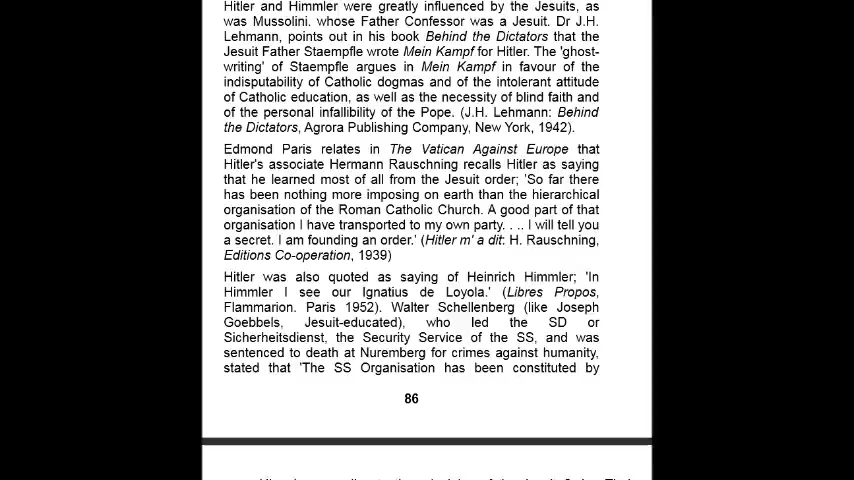 Hitler and Himmler were greatly influenced by the Jesuits, as
was Mussolini. whose Father Confessor was a Jesuit. Dr J.H.
Lehmann, points out in his book Behind the Dictators that the
Jesuit Father Staempfle wrote Mein Kampf for Hitler. The 'ghost-
writing' of Staempfle argues in Mein Kampf in favour of the
indisputability of Catholic dogmas and of the intolerant attitude
of Catholic education, as well as the necessity of blind faith and
of the personal infallibility of the Pope. (J.H. Lehmann: Behind
the Dictators, Agrora Publishing Company, New York, 1942).
Edmond Paris relates in The Vatican Against Europe that
Hitler's associate Hermann Rauschning recalls Hitler as saying
that he learned most of all from the Jesuit order; 'So far there
has been nothing more imposing on earth than the hierarchical
organisation of the Roman Catholic Church. A good part of that
organisation I have transported to my own party. . .. I will tell you
a secret. I am founding an order.' (Hitler m' a dit: H. Rauschning,
Editions Co-operation, 1939)
Hitler was also quoted as saying of Heinrich Himmler; 'In
Himmler I see our Ignatius de Loyola.' (Libres Propos,
Flammarion. Paris 1952). Walter Schellenberg (like Joseph
Goebbels, Jesuit-educated), who led the SD or
Sicherheitsdienst, the Security Service of the SS, and was
sentenced to death at Nuremberg for crimes against humanity,
stated that 'The SS Organisation has been constituted by
86